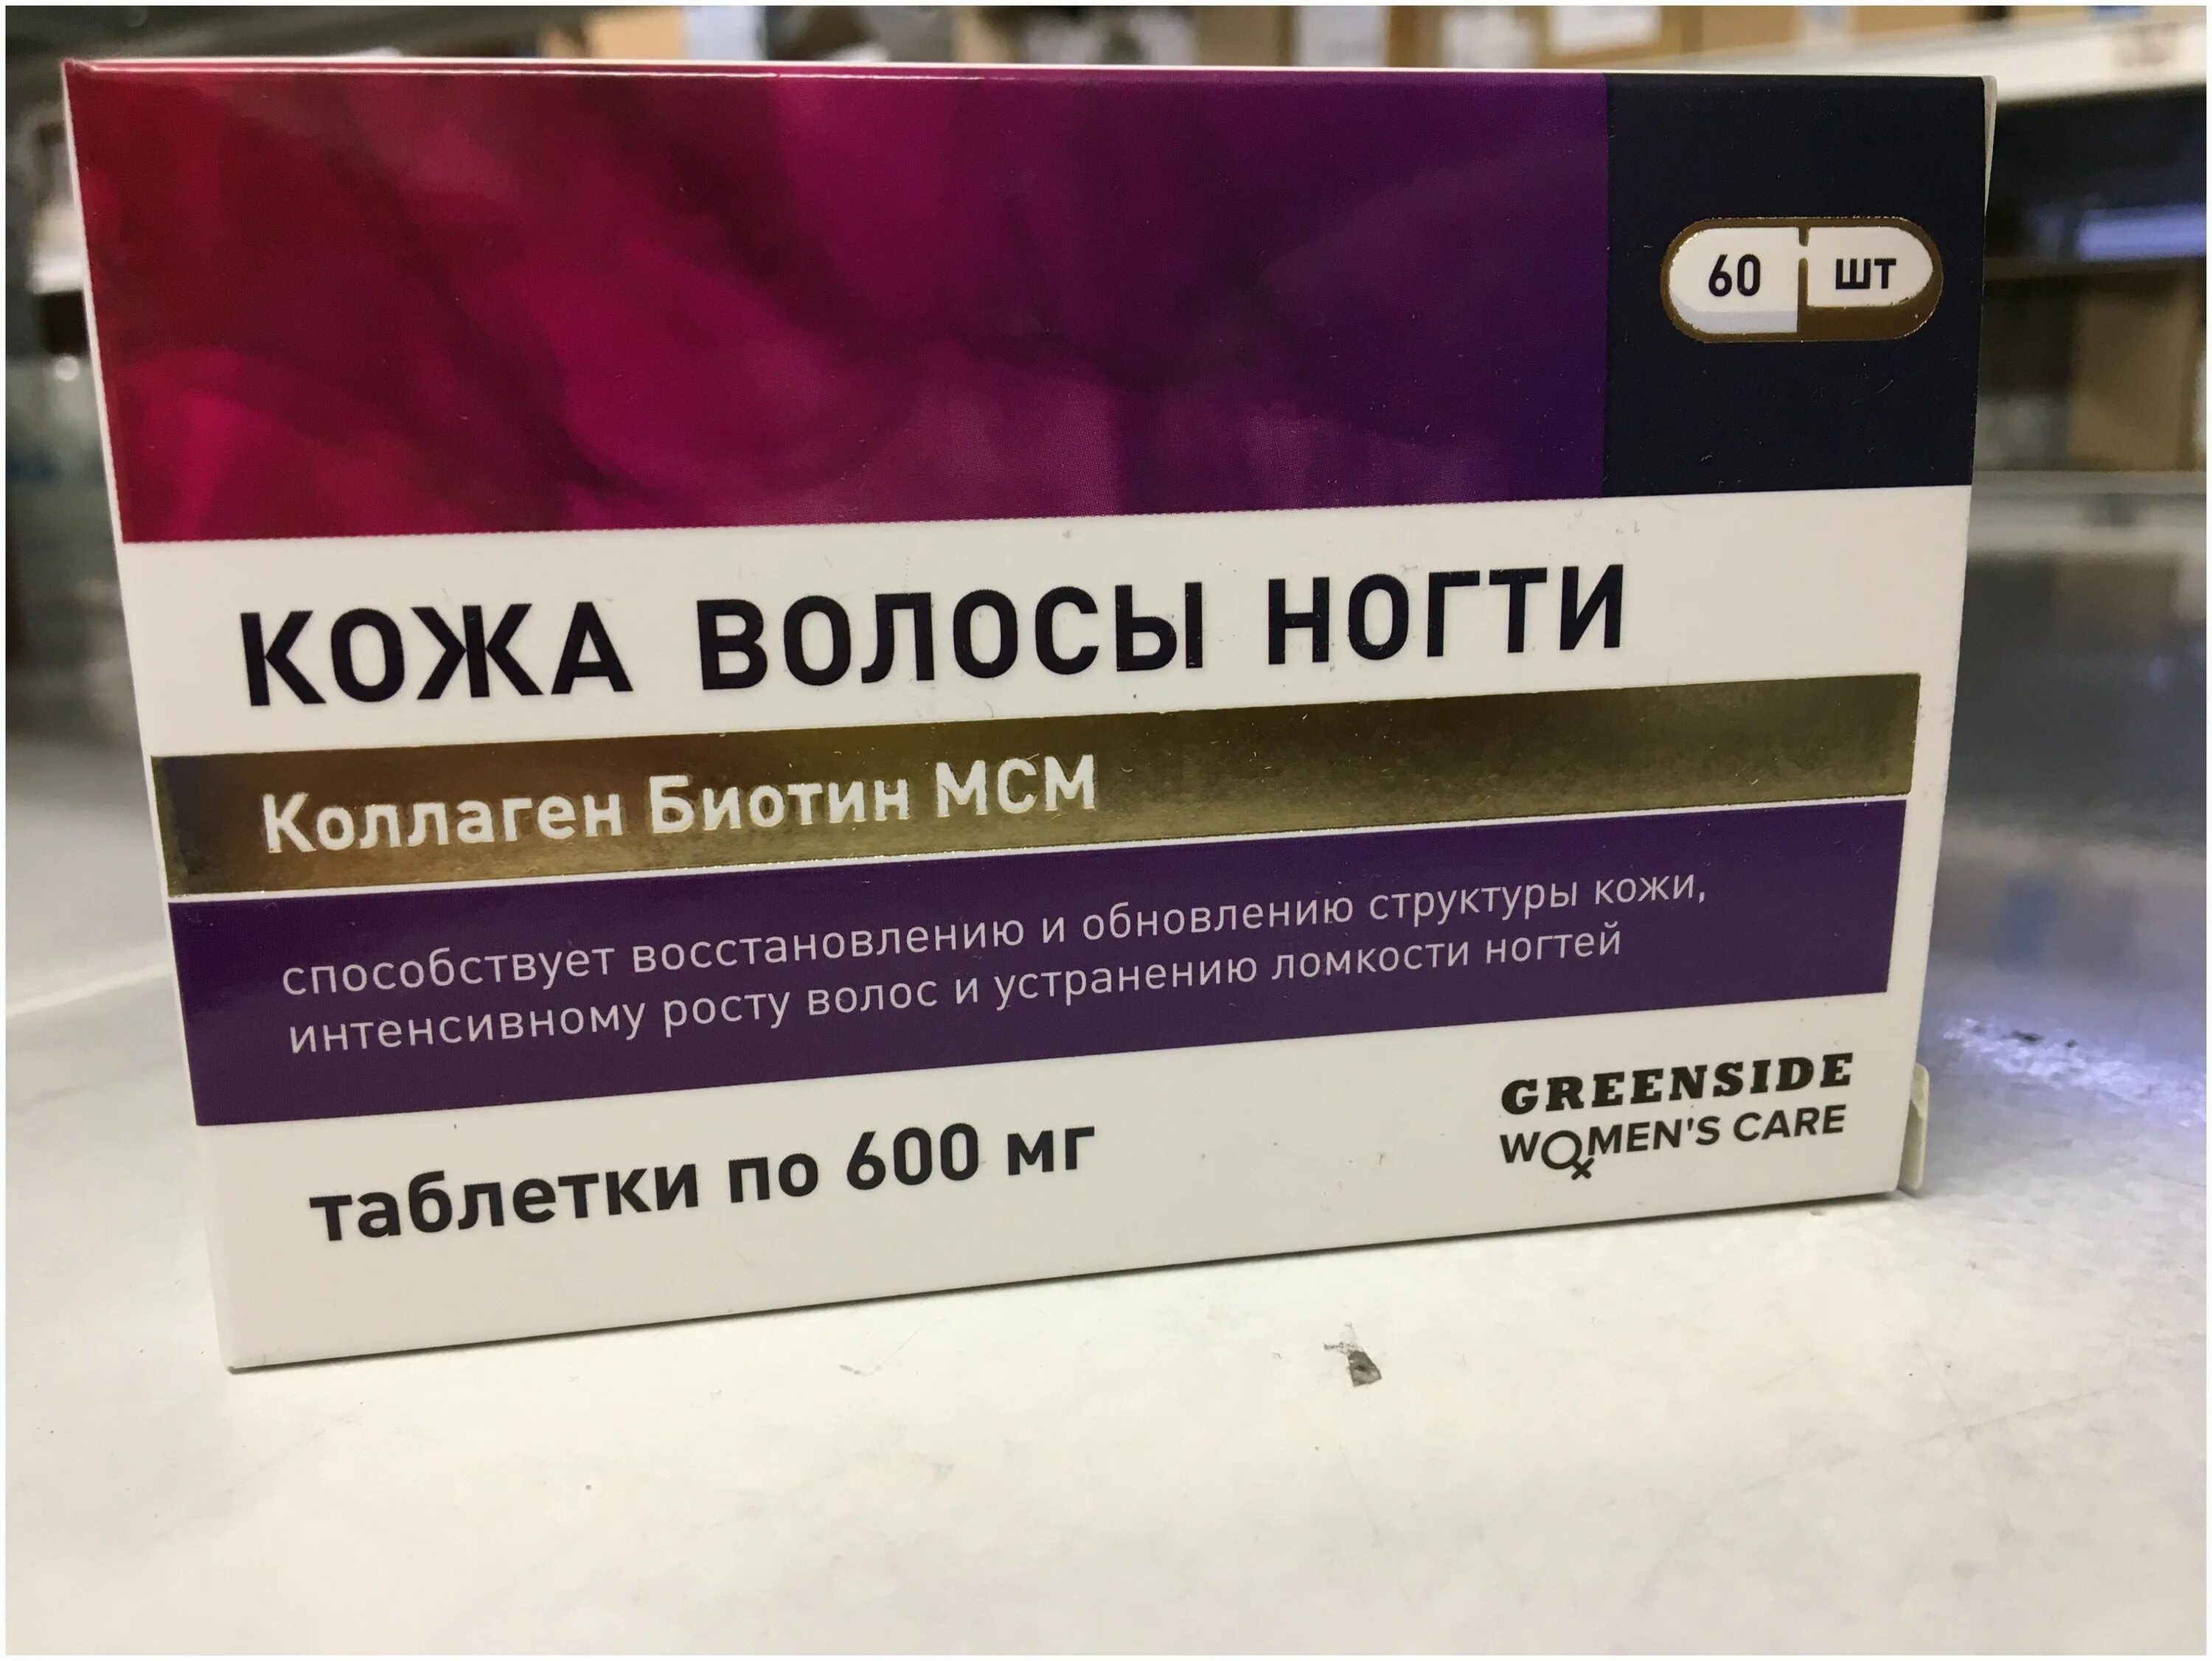 60 шт
КОЖА ВОЛОСЫ НОГТИ
Коллаген Биотин МСМ
способствует восстановлению и обновлению структуры кожи,
интенсивному росту волос и устранению ломкости ногтей
таблетки по 600 мг
GREENSIDE
WOMEN'S CARE